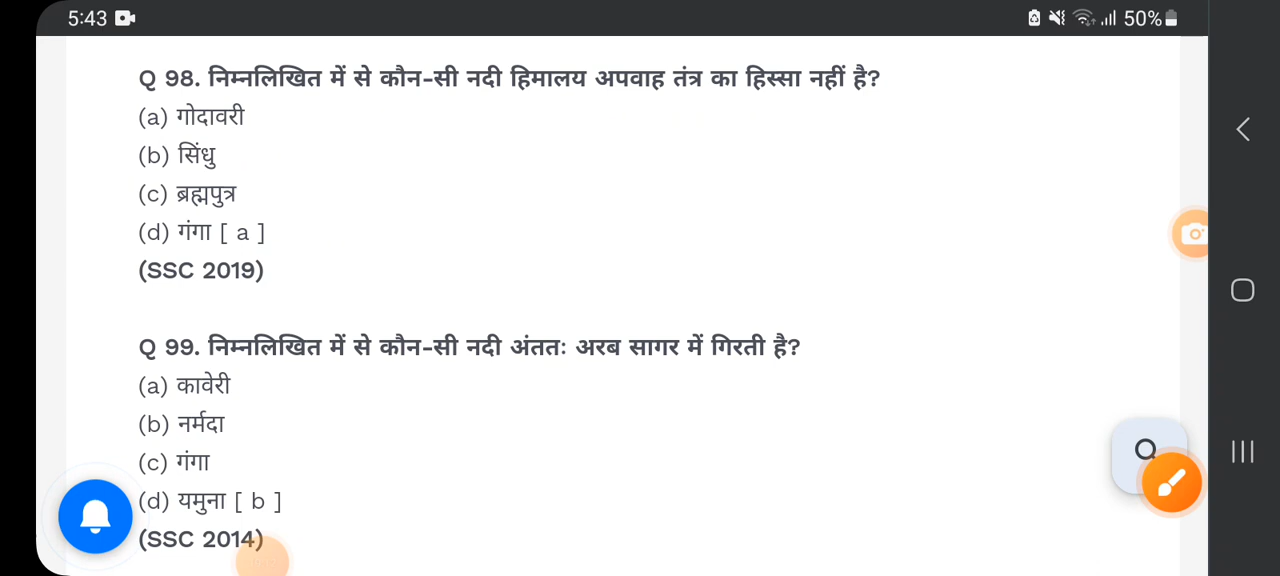 5:43
50%
Q 98. निम्नलिखित में से कौन-सी नदी हिमालय अपवाह तंत्र का हिस्सा नहीं है?
(a) गोदावरी
(b) सिंधु
(c) ब्रह्मपुत्र
(d) गंगा [ a ]
(SSC 2019)
Q 99. निम्नलिखित में से कौन-सी नदी अंततः अरब सागर में गिरती है?
(a) कावेरी
(b) नर्मदा
(c) गंगा
(d) यमुना [ b ]
(SSC 2014)